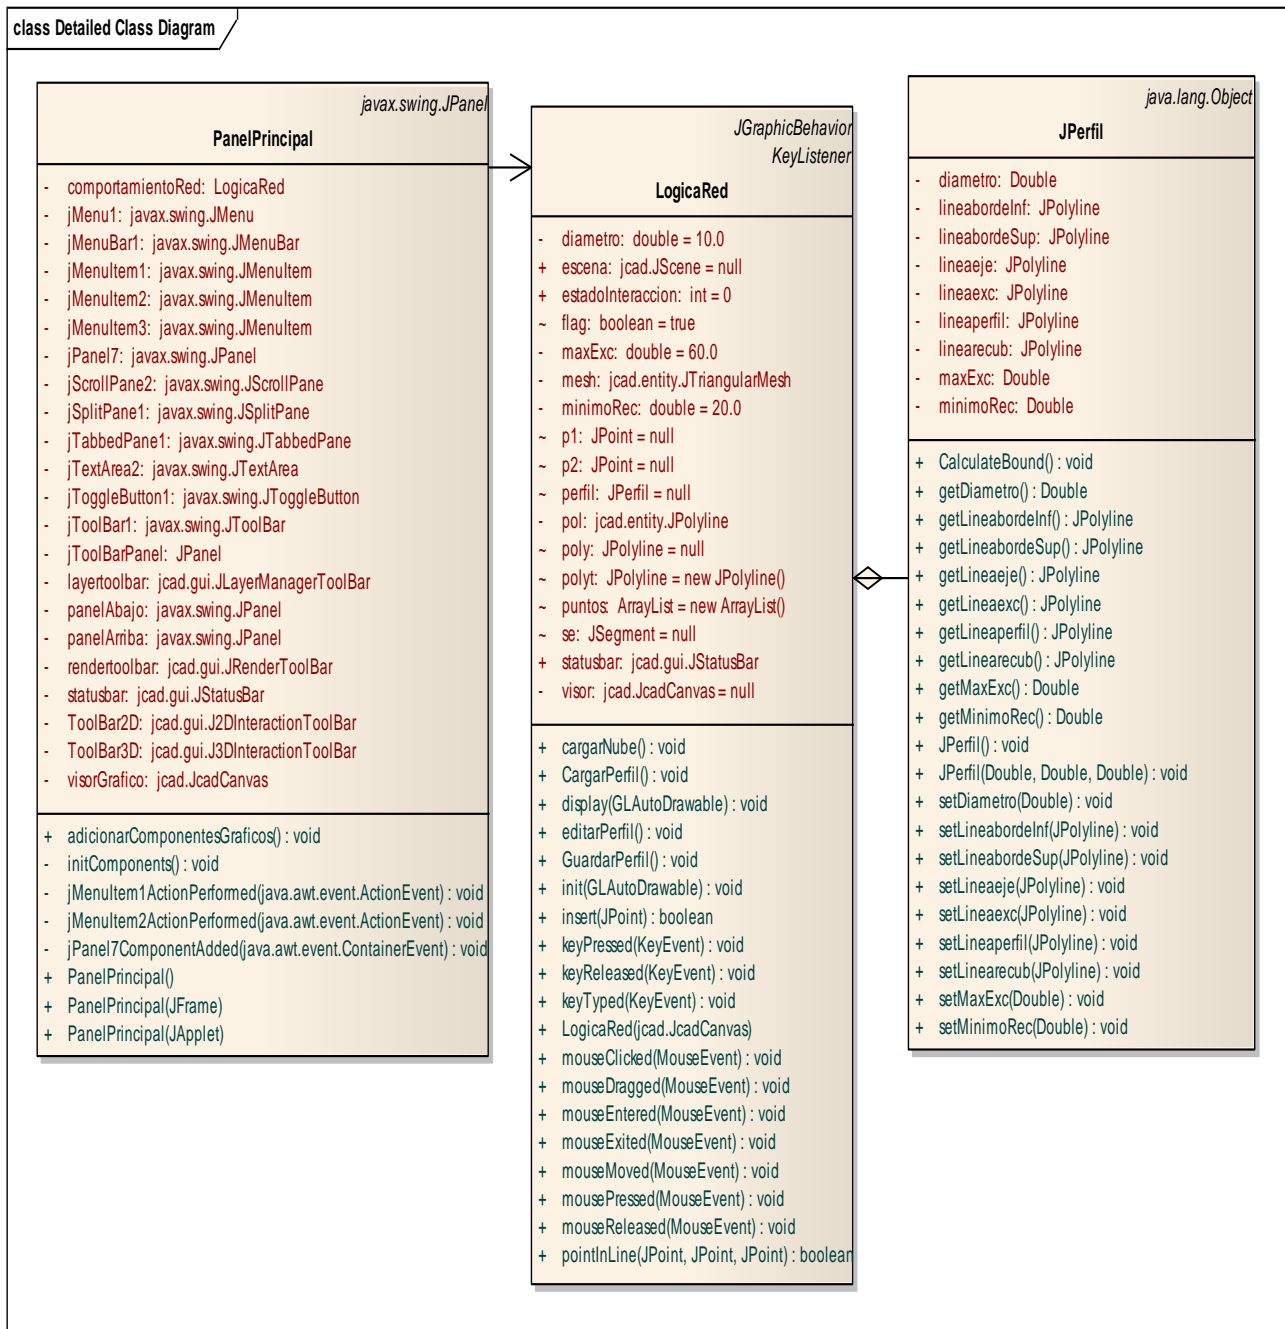 class Detailed Class Diagram
javax.swing.JPanel
PanelPrincipal
- comportamientoRed: LogicaRed
- jMenu1: javax.swing.JMenu
- jMenuBar1: javax.swing.JMenuBar
- jMenuItem1: javax.swing.JMenuItem
- jMenuItem2: javax.swing.JMenuItem
- jMenuItem3: javax.swing.JMenuItem
- jPanel7: javax.swing.JPanel
- jScrollPane2: javax.swing.JScrollPane
- jSplitPane1: javax.swing.JSplitPane
- jTabbedPane1: javax.swing.JTabbedPane
- jTextArea2: javax.swing.JTextArea
- jToggleButton1: javax.swing.JToggleButton
- jToolBar1: javax.swing.JToolBar
- jToolBarPanel: JPanel
- layertoolbar: jcad.gui.JLayerManagerToolBar
- panelAbajo: javax.swing.JPanel
- panelArriba: javax.swing.JPanel
- rendertoolbar: jcad.gui.JRenderToolBar
- statusbar: jcad.gui.JStatusBar
- ToolBar2D: jcad.gui.J2DInteractionToolBar
- ToolBar3D: jcad.gui.J3DInteractionToolBar
- visorGrafico: jcad.JcadCanvas
+ adicionarComponentesGraficos() : void
- initComponents() : void
- jMenuItem1ActionPerformed(java.awt.event.ActionEvent) : void
- jMenuItem2ActionPerformed(java.awt.event.ActionEvent) : void
- jPanel7ComponentAdded(java.awt.event.ContainerEvent) : void
+ PanelPrincipal()
+ PanelPrincipal(JFrame)
+ PanelPrincipal(JApplet)
JGraphicBehavior
KeyListener
LogicaRed
- diametro: double = 10.0
+ escena: jcad.JScene = null
+ estadoInteraccion: int = 0
~ flag: boolean = true
- maxExc: double = 60.0
- mesh: jcad.entity.JTriangularMesh
- minimoRec: double = 20.0
~ p1: JPoint = null
~ p2: JPoint = null
~ perfil: JPerfil = null
- pol: jcad.entity.JPolyline
~ poly: JPolyline = null
~ polyt: JPolyline = new JPolyline()
~ puntos: ArrayList = new ArrayList()
~ se: JSegment = null
+ statusbar: jcad.gui.JStatusBar
- visor: jcad.JcadCanvas = null
+ cargarNube() : void
+ CargarPerfil() : void
+ display(GLAutoDrawable) : void
+ editarPerfil() : void
+ GuardarPerfil() : void
+ init(GLAutoDrawable) : void
+ insert(JPoint) : boolean
+ keyPressed(KeyEvent) : void
+ keyReleased(KeyEvent) : void
+ keyTyped(KeyEvent) : void
+ LogicaRed(jcad.JcadCanvas)
+ mouseClicked(MouseEvent) : void
+ mouseDragged(MouseEvent) : void
+ mouseEntered(MouseEvent) : void
+ mouseExited(MouseEvent) : void
+ mouseMoved(MouseEvent) : void
+ mousePressed(MouseEvent) : void
+ mouseReleased(MouseEvent) : void
+ pointInLine(JPoint, JPoint, JPoint) : boolean
java.lang.Object
JPerfil
- diametro: Double
- lineabordeInf: JPolyline
- lineabordeSup: JPolyline
- lineaeje: JPolyline
- lineaexc: JPolyline
- lineaperfil: JPolyline
- linearecub: JPolyline
- maxExc: Double
- minimoRec: Double
+ CalculateBound() : void
+ getDiametro() : Double
+ getLineabordeInf() : JPolyline
+ getLineabordeSup() : JPolyline
+ getLineaeje() : JPolyline
+ getLineaexc() : JPolyline
+ getLineaperfil() : JPolyline
+ getLinearecub() : JPolyline
+ getMaxExc() : Double
+ getMinimoRec() : Double
+ JPerfil() : void
+ JPerfil(Double, Double, Double) : void
+ setDiametro(Double) : void
+ setLineabordeInf(JPolyline) : void
+ setLineabordeSup(JPolyline) : void
+ setLineaeje(JPolyline) : void
+ setLineaexc(JPolyline) : void
+ setLineaperfil(JPolyline) : void
+ setLinearecub(JPolyline) : void
+ setMaxExc(Double) : void
+ setMinimoRec(Double) : void